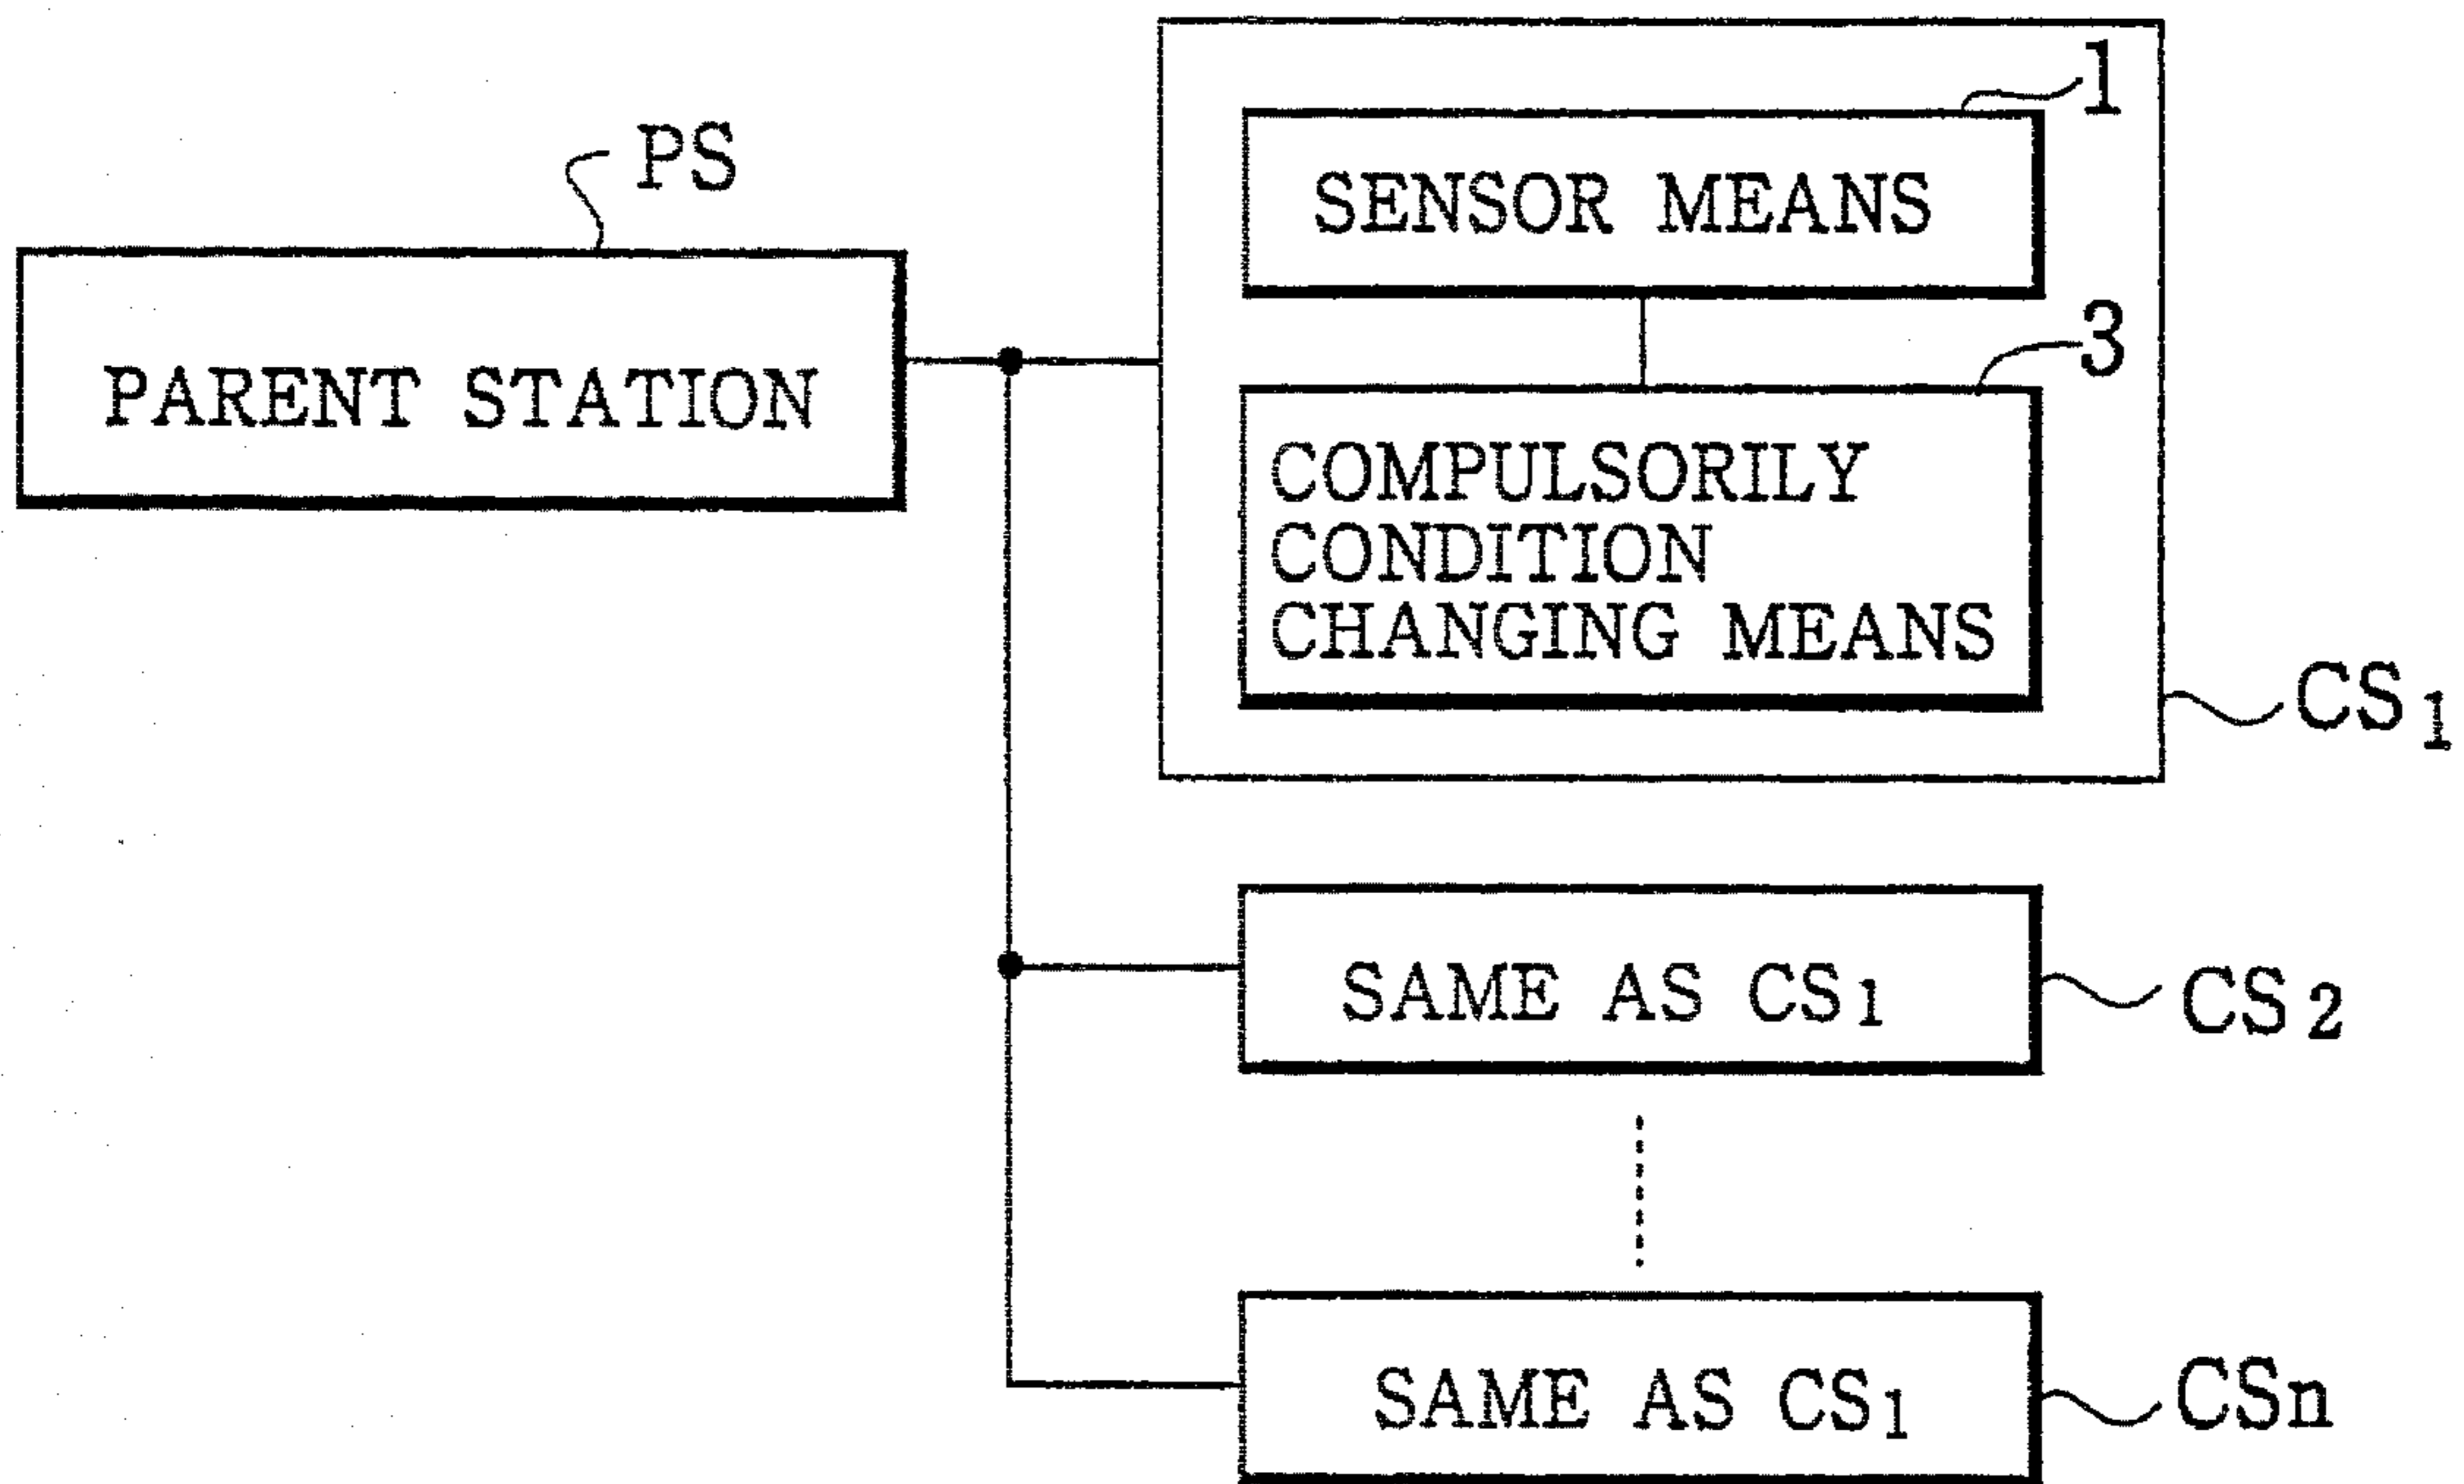 PS
PARENT STATION
1
SENSOR MEANS
3
COMPULSORILY
CONDITION
CHANGING MEANS
CS1
SAME AS CS1
CS2
SAME AS CS1
CSn